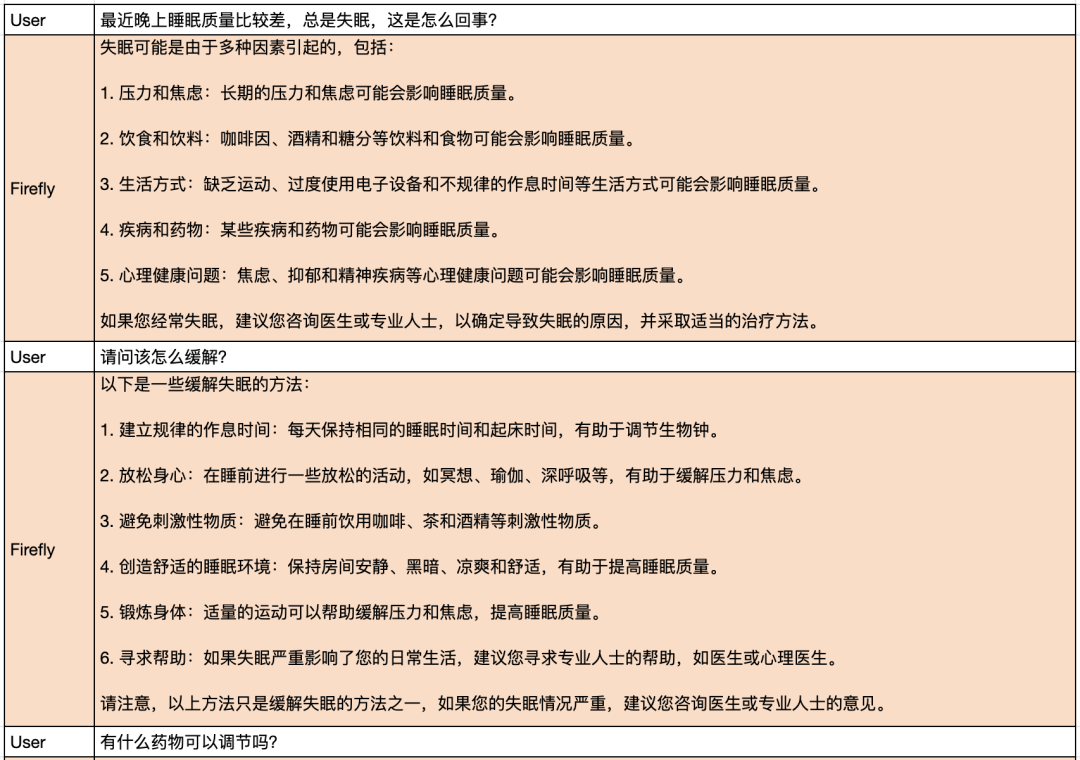 User
最近晚上睡眠质量比较差，总是失眠，这是怎么回事?
Firefly
失眠可能是由于多种因素引起的，包括：
1. 压力和焦虑：长期的压力和焦虑可能会影响睡眠质量。
2. 饮食和饮料：咖啡因、酒精和糖分等饮料和食物可能会影响睡眠质量。
3. 生活方式：缺乏运动、过度使用电子设备和不规律的作息时间等生活方式可能会影响睡眠质量。
4. 疾病和药物：某些疾病和药物可能会影响睡眠质量。
5. 心理健康问题：焦虑、抑郁和精神疾病等心理健康问题可能会影响睡眠质量。
如果您经常失眠，建议您咨询医生或专业人士，以确定导致失眠的原因，并采取适当的治疗方法。
User
请问该怎么缓解?
Firefly
以下是一些缓解失眠的方法：
1. 建立规律的作息时间：每天保持相同的睡眠时间和起床时间，有助于调节生物钟。
2. 放松身心：在睡前进行一些放松的活动，如冥想、瑜伽、深呼吸等，有助于缓解压力和焦虑。
3. 避免刺激性物质：避免在睡前饮用咖啡、茶和酒精等刺激性物质。
4. 创造舒适的睡眠环境：保持房间安静、黑暗、凉爽和舒适，有助于提高睡眠质量。
5. 锻炼身体：适量的运动可以帮助缓解压力和焦虑，提高睡眠质量。
6. 寻求帮助：如果失眠严重影响了您的日常生活，建议您寻求专业人士的帮助，如医生或心理医生。
请注意，以上方法只是缓解失眠的方法之一，如果您的失眠情况严重，建议您咨询医生或专业人士的意见。
User
有什么药物可以调节吗?